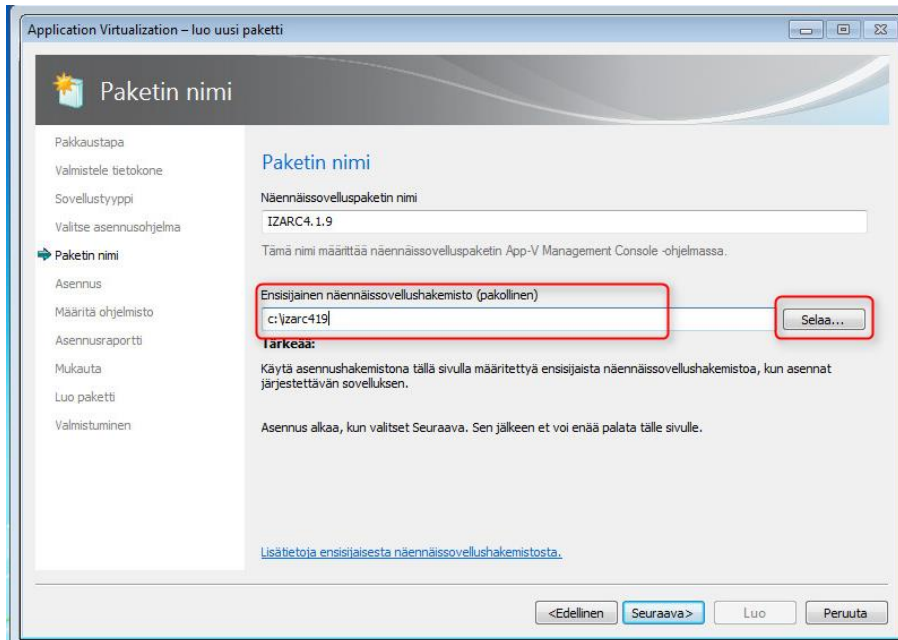 Application Virtualization – luo uusi paketti
Paketin nimi
Pakkaustapa
Valmistele tietokone
Sovellustyyppi
Valitse asennusohjelma
Paketin nimi
Asennus
Määritä ohjelmisto
Asennusraportti
Mukauta
Luo paketti
Valmistuminen
Paketin nimi
Näennäissovelluspaketin nimi
IZARC4.1.9
Tämä nimi määrittää näennäissovelluspaketin App-V Management Console -ohjelmassa.
Ensisijainen näennäissovellushakemisto (pakollinen)
c:\izarc419
Selaa...
Tärkeää:
Käytä asennushakemistona tällä sivulla määritettyä ensisijaista näennäissovellushakemistoa, kun asennat
järjestettävän sovelluksen.
Asennus alkaa, kun valitset Seuraava. Sen jälkeen et voi enää palata tälle sivulle.
Lisätietoja ensisijaisesta näennäissovellushakemistosta.
<Edellinen
Seuraava>
Luo
Peruuta